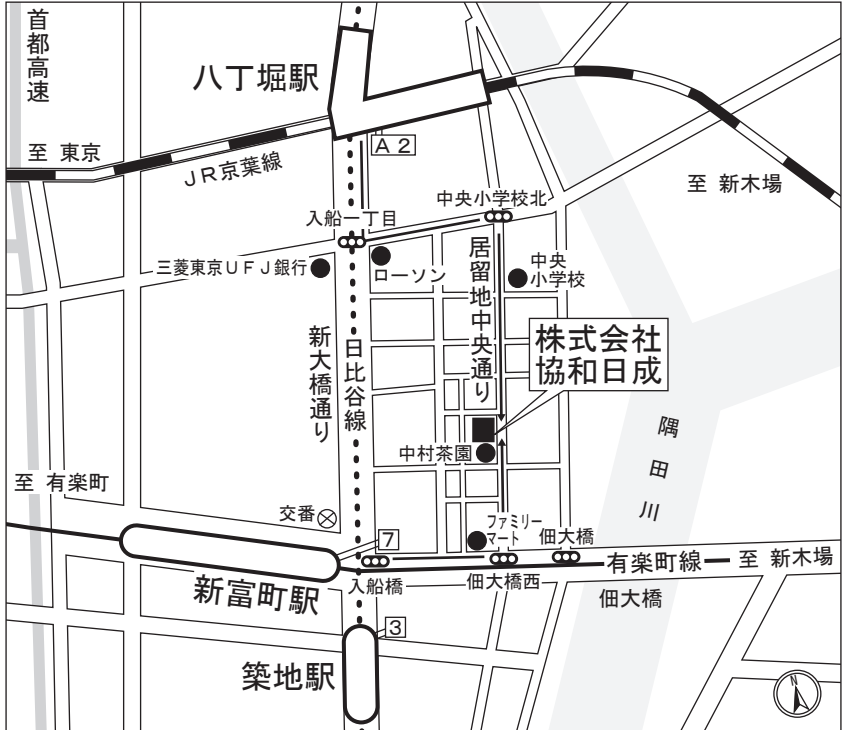 首都高速
八丁堀駅
A2
至 東京
JR京葉線
至 新木場
中央小学校北
入船一丁目
三菱東京UFJ銀行
ローソン
居留地中央通り
中央
小学校
新大橋通り
日比谷線
株式会社
協和日成
中村茶園
隅田川
至 有楽町
交番
7
ファミリー
マート
佃大橋
新富町駅
入船橋
佃大橋西
有楽町線
至 新木場
佃大橋
3
築地駅
N